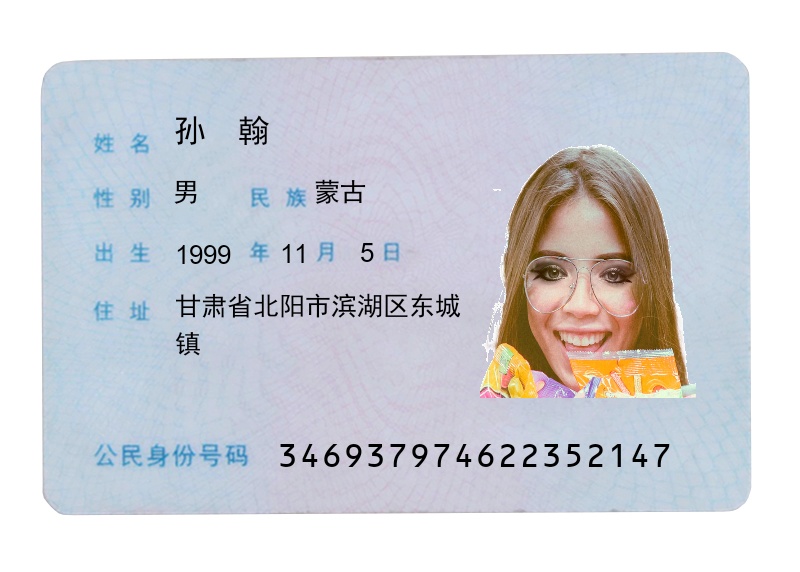 姓名 孙 翰
性别 男 民族 蒙古
出生 1999 年 11 月 5 日
住址 甘肃省北阳市滨湖区东城
镇
公民身份号码 346937974622352147